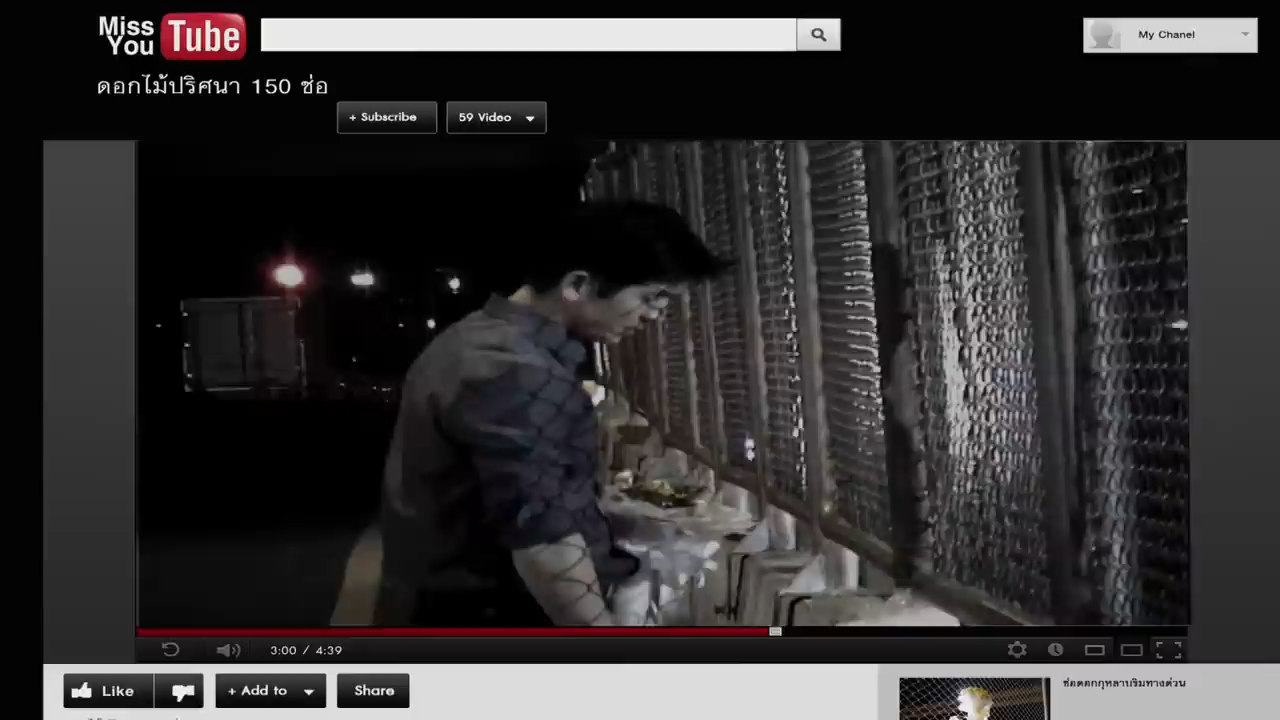 Miss You Tube
My Chanel
ดอกไม้ปริศนา 150 ช่อ
+ Subscribe
59 Video
3:00 / 4:39
Like
+ Add to
Share
ช่อดอกกุหลาบริมทางด่วน